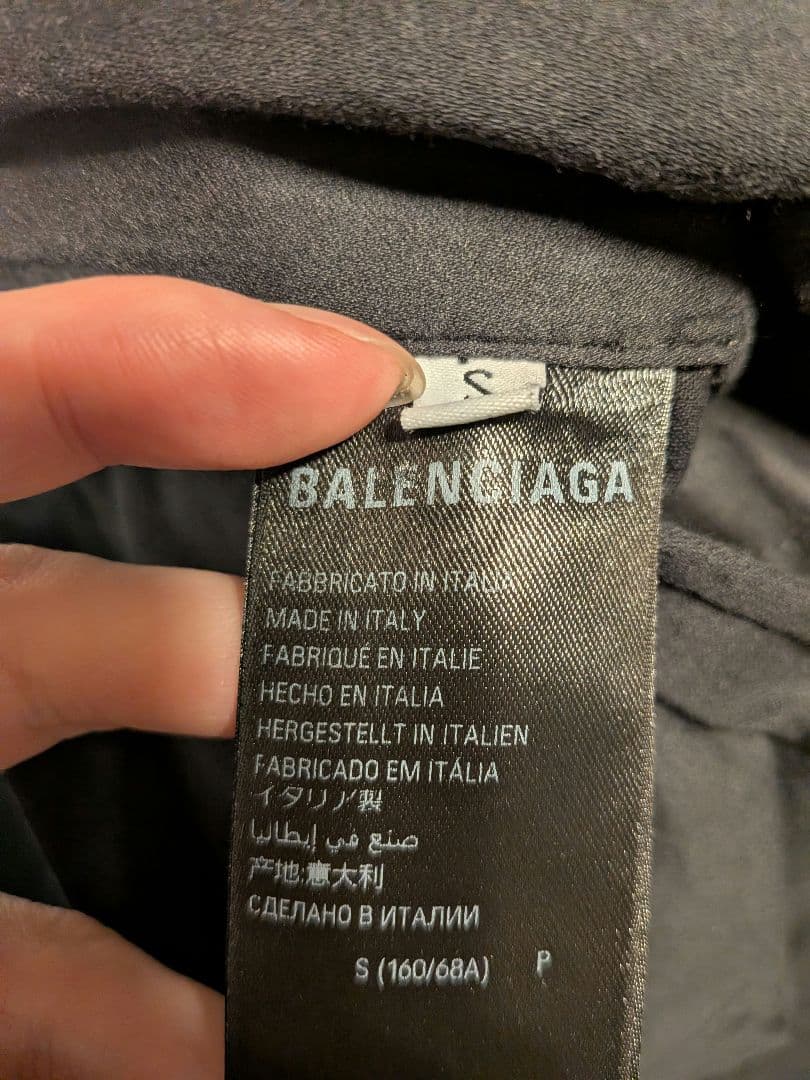 S
BALENCIAGA
FABBRICATO IN ITALIA
MADE IN ITALY
FABRIQUÉ EN ITALIE
HECHO EN ITALIA
HERGESTELLT IN ITALIEN
FABRICADO EM ITÁLIA
イタリア製
صنع في إيطاليا
产地:意大利
СДЕЛАНО В ИТАЛИИ
S (160/68A) P